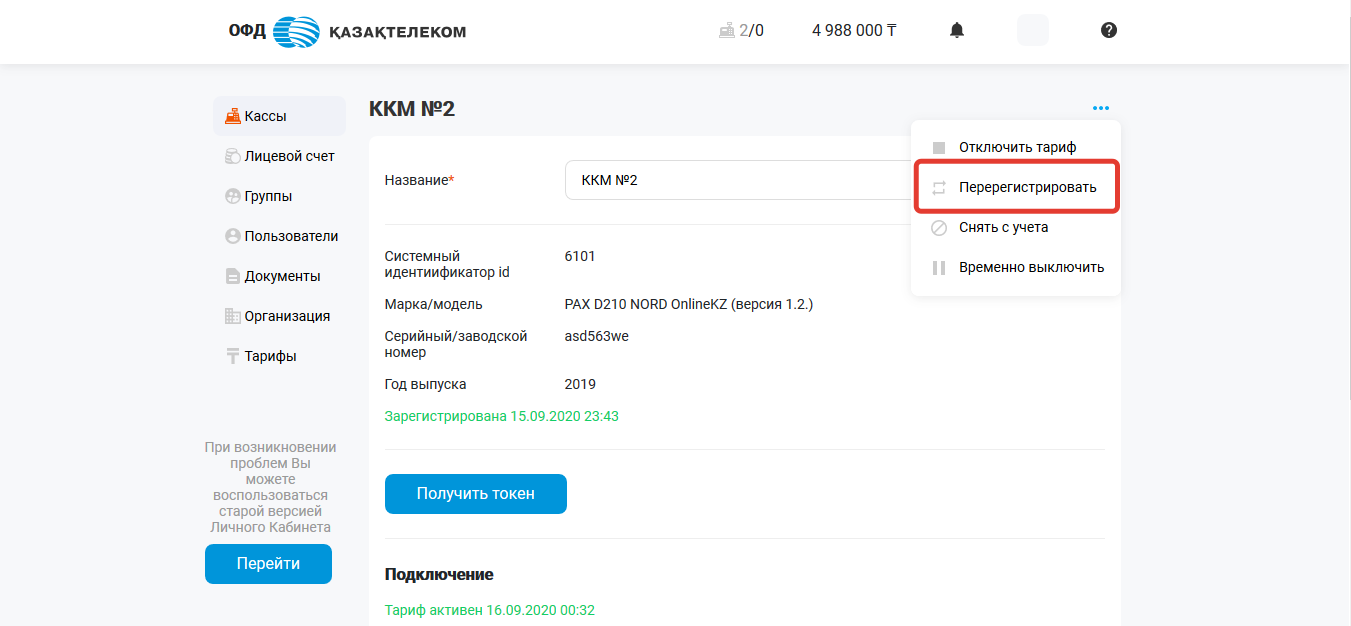 ОФД ҚАЗАҚТЕЛЕКОМ
2/0
4 988 000 ₸
Кассы
Лицевой счет
Группы
Пользователи
Документы
Организация
Тарифы
При возникновении
проблем Вы
можете
воспользоваться
старой версией
Личного Кабинета
Перейти
ККМ №2
Отключить тариф
Перерегистрировать
Снять с учета
Временно выключить
Название*
ККМ №2
Системный
идентиификатор id
6101
Марка/модель
PAX D210 NORD OnlineKZ (версия 1.2.)
Серийный/заводской
номер
asd563we
Год выпуска
2019
Зарегистрирована 15.09.2020 23:43
Получить токен
Подключение
Тариф активен 16.09.2020 00:32